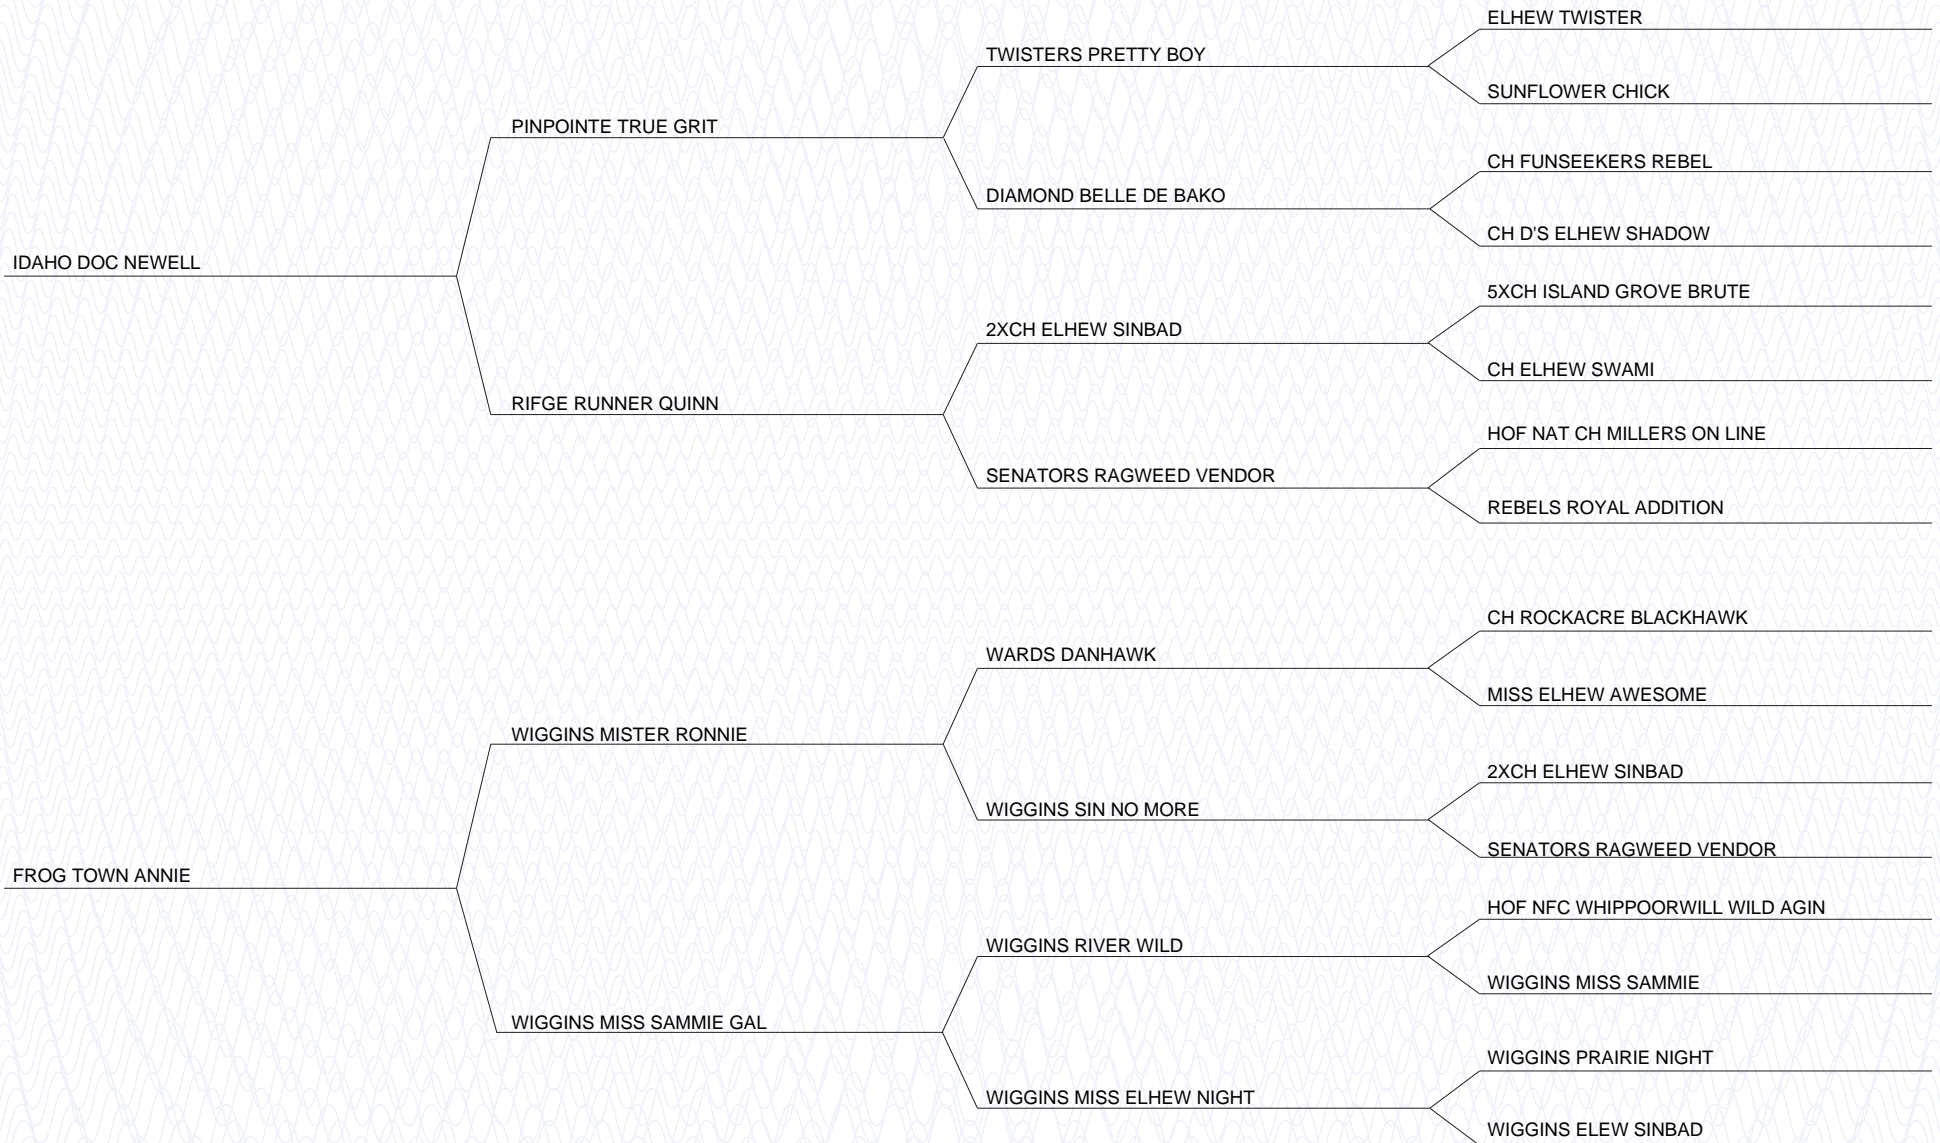 ELHEW TWISTER
TWISTERS PRETTY BOY
SUNFLOWER CHICK
PINPOINTE TRUE GRIT
CH FUNSEEKERS REBEL
DIAMOND BELLE DE BAKO
CH D'S ELHEW SHADOW
IDAHO DOC NEWELL
5XCH ISLAND GROVE BRUTE
2XCH ELHEW SINBAD
CH ELHEW SWAMI
RIFGE RUNNER QUINN
HOF NAT CH MILLERS ON LINE
SENATORS RAGWEED VENDOR
REBELS ROYAL ADDITION
CH ROCKACRE BLACKHAWK
WARDS DANHAWK
MISS ELHEW AWESOME
WIGGINS MISTER RONNIE
2XCH ELHEW SINBAD
WIGGINS SIN NO MORE
SENATORS RAGWEED VENDOR
FROG TOWN ANNIE
HOF NFC WHIPPOORWILL WILD AGIN
WIGGINS RIVER WILD
WIGGINS MISS SAMMIE
WIGGINS MISS SAMMIE GAL
WIGGINS PRAIRIE NIGHT
WIGGINS MISS ELHEW NIGHT
WIGGINS ELEW SINBAD